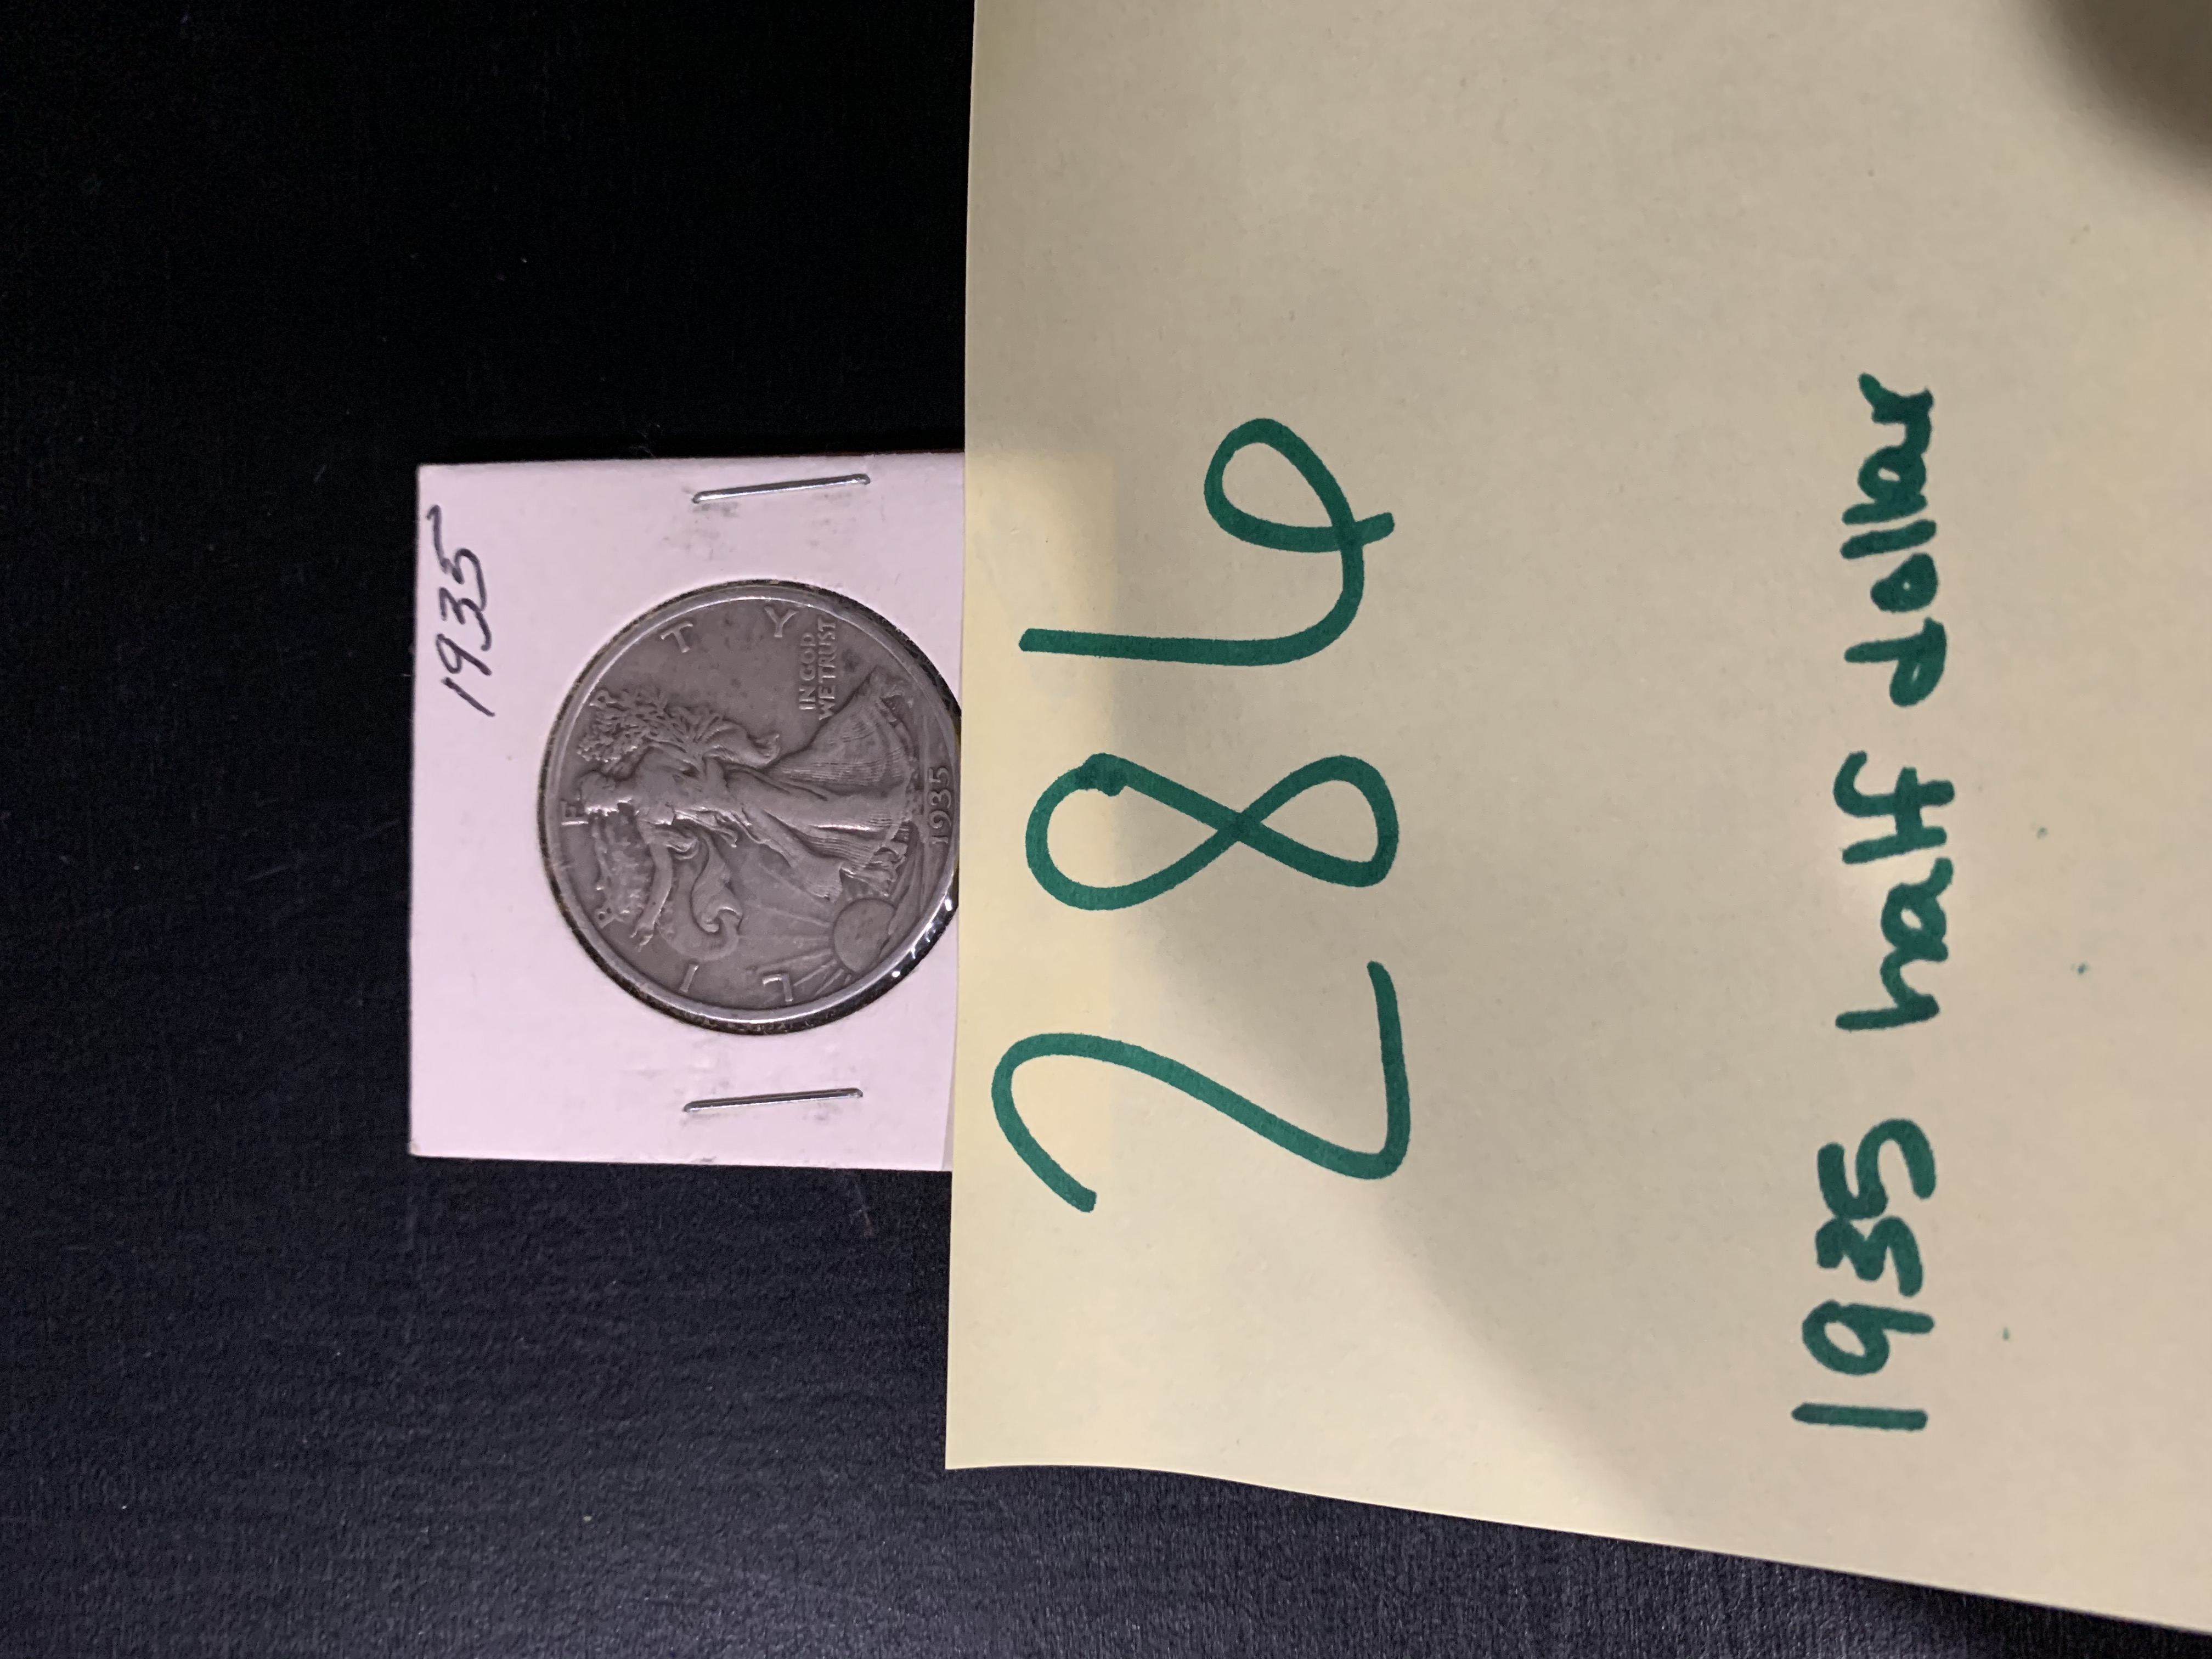 1935
LIBERTY
IN GOD
WE TRUST
1935
286
1935 half dollar